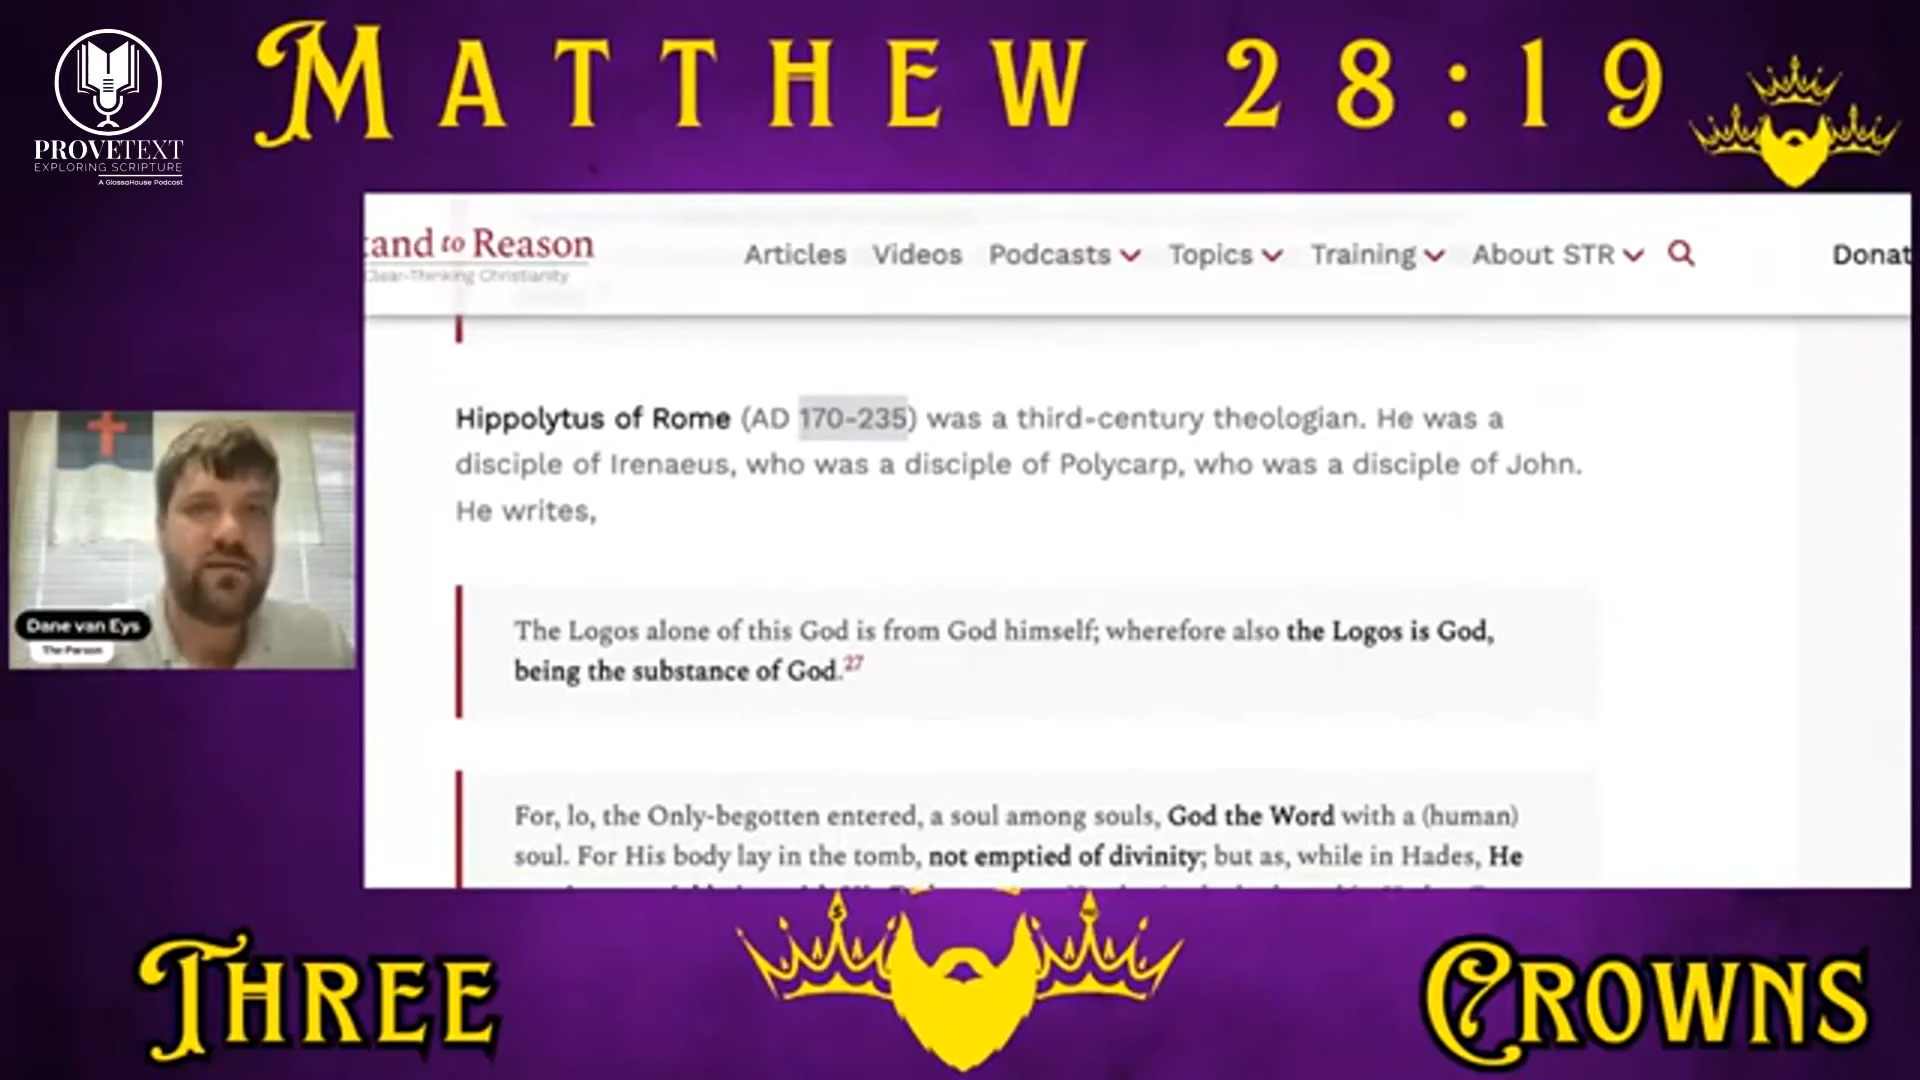 MATTHEW 28:19
PROVETEXT
EXPLORING SCRIPTURE
A GlossaHouse Podcast
tand to Reason
Clear-Thinking Christianity
Articles Videos Podcasts Topics Training About STR Donat
Hippolytus of Rome (AD 170-235) was a third-century theologian. He was a
disciple of Irenaeus, who was a disciple of Polycarp, who was a disciple of John.
He writes,
The Logos alone of this God is from God himself; wherefore also the Logos is God,
being the substance of God.27
For, lo, the Only-begotten entered, a soul among souls, God the Word with a (human)
soul. For His body lay in the tomb, not emptied of divinity; but as, while in Hades, He
Dane van Eys
The Parson
THREE
CROWNS